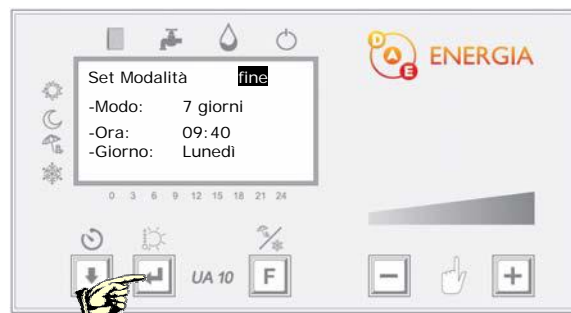 D A E ENERGIA
Set Modalità fine
-Modo: 7 giorni
-Ora: 09:40
-Giorno: Lunedì
0 3 6 9 12 15 18 21 24
UA 10 F